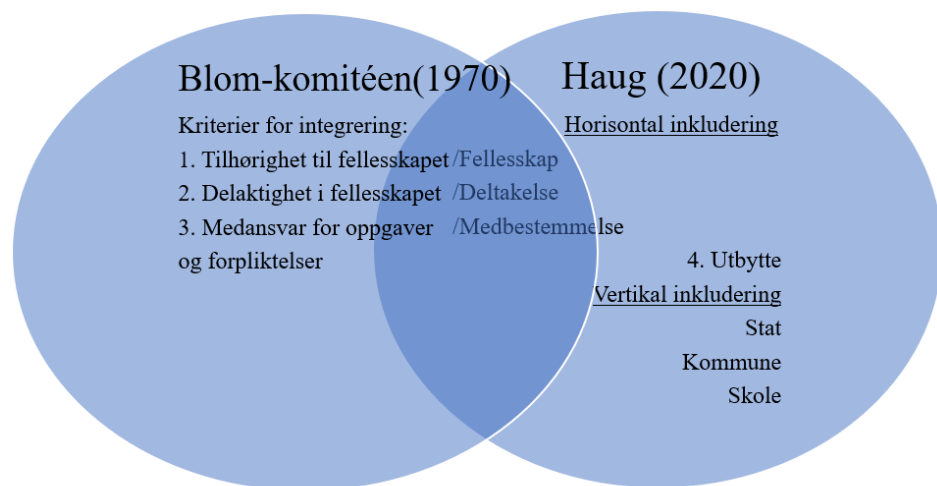 Blom-komitéen(1970)
Kriterier for integrering:
1. Tilhørighet til fellesskapet /Fellesskap
2. Delaktighet i fellesskapet /Deltakelse
3. Medansvar for oppgaver /Medbestemmelse
og forpliktelser
Haug (2020)
Horisontal inkludering
4. Utbytte
Vertikal inkludering
Stat
Kommune
Skole